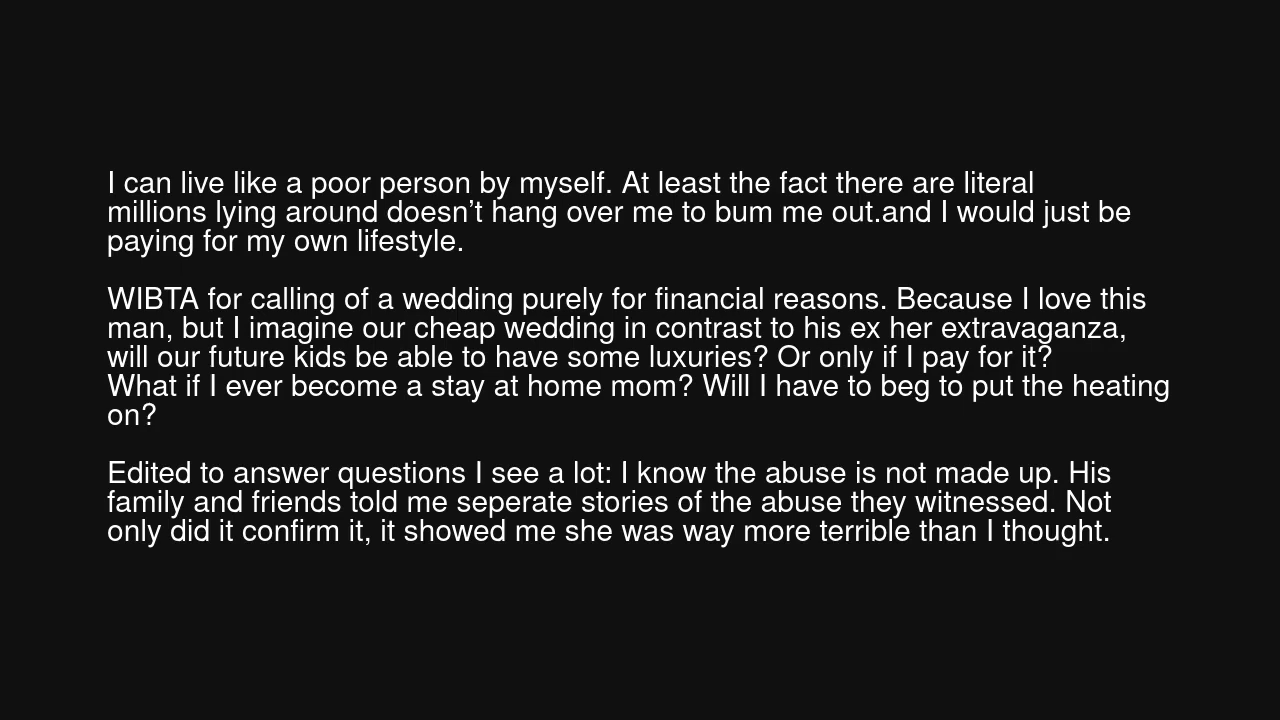 I can live like a poor person by myself. At least the fact there are literal
millions lying around doesn’t hang over me to bum me out.and I would just be
paying for my own lifestyle.
WIBTA for calling of a wedding purely for financial reasons. Because I love this
man, but I imagine our cheap wedding in contrast to his ex her extravaganza,
will our future kids be able to have some luxuries? Or only if I pay for it?
What if I ever become a stay at home mom? Will I have to beg to put the heating
on?
Edited to answer questions I see a lot: I know the abuse is not made up. His
family and friends told me seperate stories of the abuse they witnessed. Not
only did it confirm it, it showed me she was way more terrible than I thought.